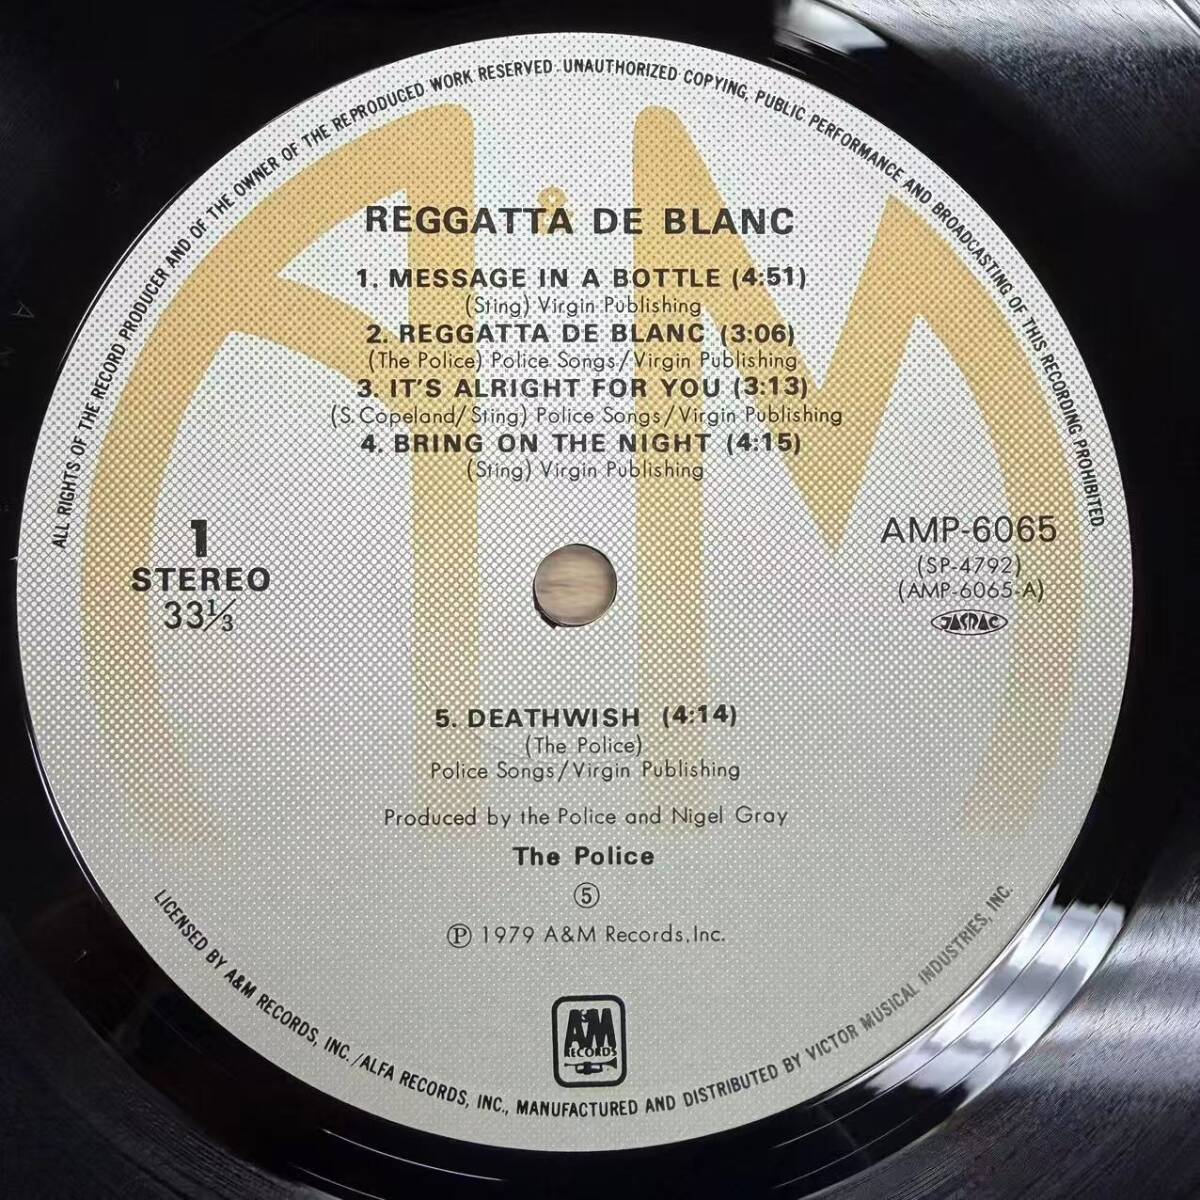 ALL RIGHTS OF THE RECORD PRODUCER AND OF THE OWNER OF THE REPRODUCED WORK RESERVED. UNAUTHORIZED COPYING, PUBLIC PERFORMANCE AND BROADCASTING OF THIS RECORDING PROHIBITED
REGGATTA DE BLANC
1. MESSAGE IN A BOTTLE (4:51)
(Sting) Virgin Publishing
2. REGGATTA DE BLANC (3:06)
(The Police) Police Songs/Virgin Publishing
3. IT'S ALRIGHT FOR YOU (3:13)
(S. Copeland/Sting) Police Songs/Virgin Publishing
4. BRING ON THE NIGHT (4:15)
(Sting) Virgin Publishing
1
STEREO
33⅓
AMP-6065
(SP-4792)
(AMP-6065-A)
JASRAC
5. DEATHWISH (4:14)
(The Police)
Police Songs/Virgin Publishing
Produced by the Police and Nigel Gray
The Police
⑤
Ⓟ 1979 A&M Records, Inc.
A&M
RECORDS
LICENSED BY A&M RECORDS, INC./ALFA RECORDS, INC., MANUFACTURED AND DISTRIBUTED BY VICTOR MUSICAL INDUSTRIES, INC.